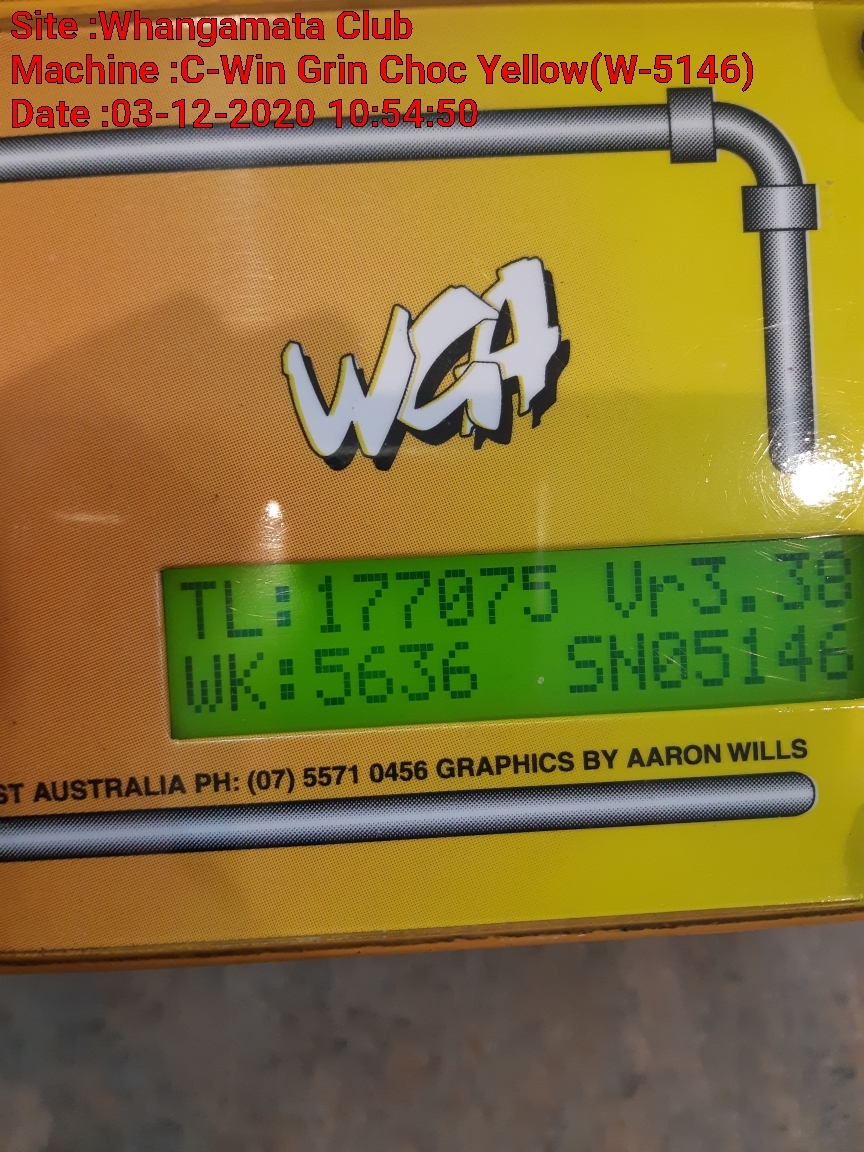 Site :Whangamata Club
Machine :C-Win Grin Choc Yellow(W-5146)
Date :03-12-2020 10:54:50
WGA
TL:177075 Vr3.38
WK:5636 SN05146
ST AUSTRALIA PH: (07) 5571 0456 GRAPHICS BY AARON WILLS